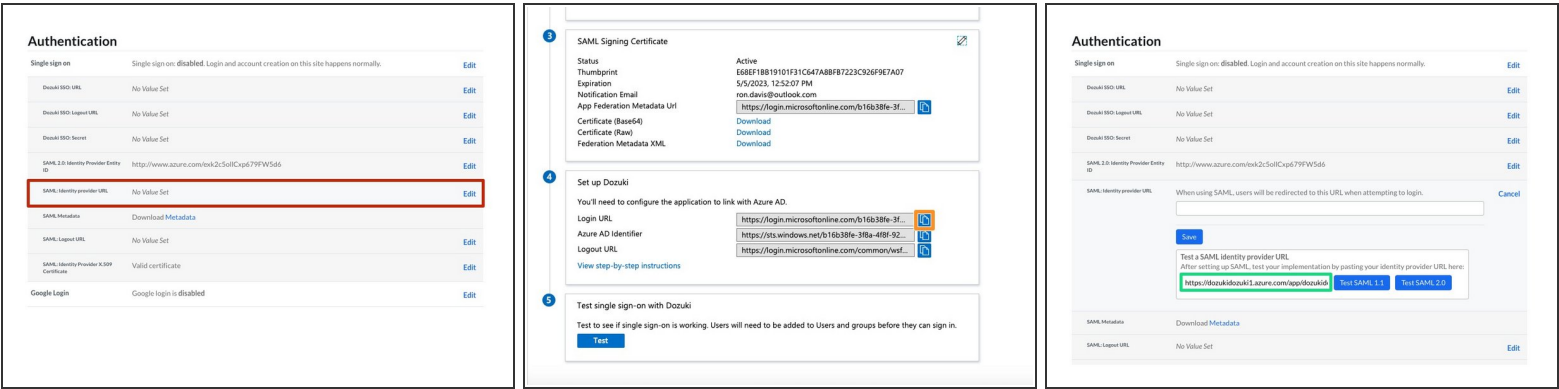 Authentication
Single sign on Single sign on: disabled. Login and account creation on this site happens normally. Edit
Dozuki SSO: URL No Value Set Edit
Dozuki SSO: Logout URL No Value Set Edit
Dozuki SSO: Secret No Value Set Edit
SAML 2.0: Identity Provider Entity ID http://www.azure.com/exk2c5oIlCxp679FW5d6 Edit
SAML: Identity provider URL No Value Set Edit
SAML Metadata Download Metadata
SAML: Logout URL No Value Set Edit
SAML: Identity Provider X.509 Certificate Valid certificate Edit
Google Login Google login is disabled Edit
3
SAML Signing Certificate
Status Active
Thumbprint E68EF1BB19101F31C647A8BFB7223C926F9E7A07
Expiration 5/5/2023, 12:52:07 PM
Notification Email ron.davis@outlook.com
App Federation Metadata Url https://login.microsoftonline.com/b16b38fe-3f...
Certificate (Base64) Download
Certificate (Raw) Download
Federation Metadata XML Download
4
Set up Dozuki
You'll need to configure the application to link with Azure AD.
Login URL https://login.microsoftonline.com/b16b38fe-3f...
Azure AD Identifier https://sts.windows.net/b16b38fe-3f8a-4f8f-92...
Logout URL https://login.microsoftonline.com/common/wsf...
View step-by-step instructions
5
Test single sign-on with Dozuki
Test to see if single sign-on is working. Users will need to be added to Users and groups before they can sign in.
Test
Authentication
Single sign on Single sign on: disabled. Login and account creation on this site happens normally. Edit
Dozuki SSO: URL No Value Set Edit
Dozuki SSO: Logout URL No Value Set Edit
Dozuki SSO: Secret No Value Set Edit
SAML 2.0: Identity Provider Entity ID http://www.azure.com/exk2c5oIlCxp679FW5d6 Edit
SAML: Identity provider URL When using SAML, users will be redirected to this URL when attempting to login. Cancel
Save
Test a SAML identity provider URL
After setting up SAML, test your implementation by pasting your identity provider URL here:
https://dozukidozuki1.azure.com/app/dozukid Test SAML 1.1 Test SAML 2.0
SAML Metadata Download Metadata
SAML: Logout URL No Value Set Edit